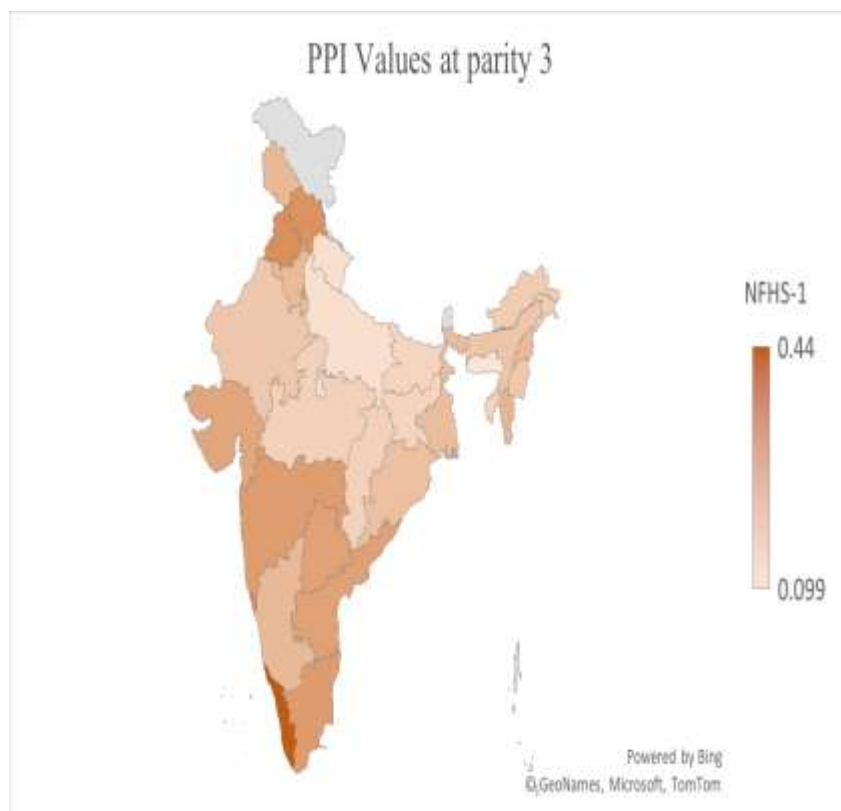 PPI Values at parity 3
NFHS-1
0.44
0.099
Powered by Bing
© GeoNames, Microsoft, TomTom